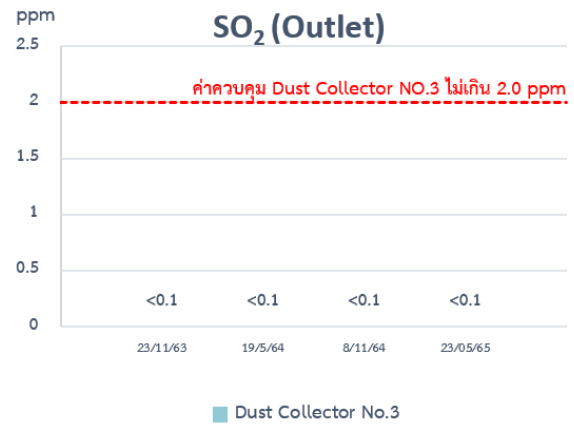 ppm
SO₂ (Outlet)
2.5
ค่าควบคุม Dust Collector NO.3 ไม่เกิน 2.0 ppm
2
1.5
1
0.5
<0.1 <0.1 <0.1 <0.1
0
23/11/63 19/5/64 8/11/64 23/05/65
Dust Collector No.3